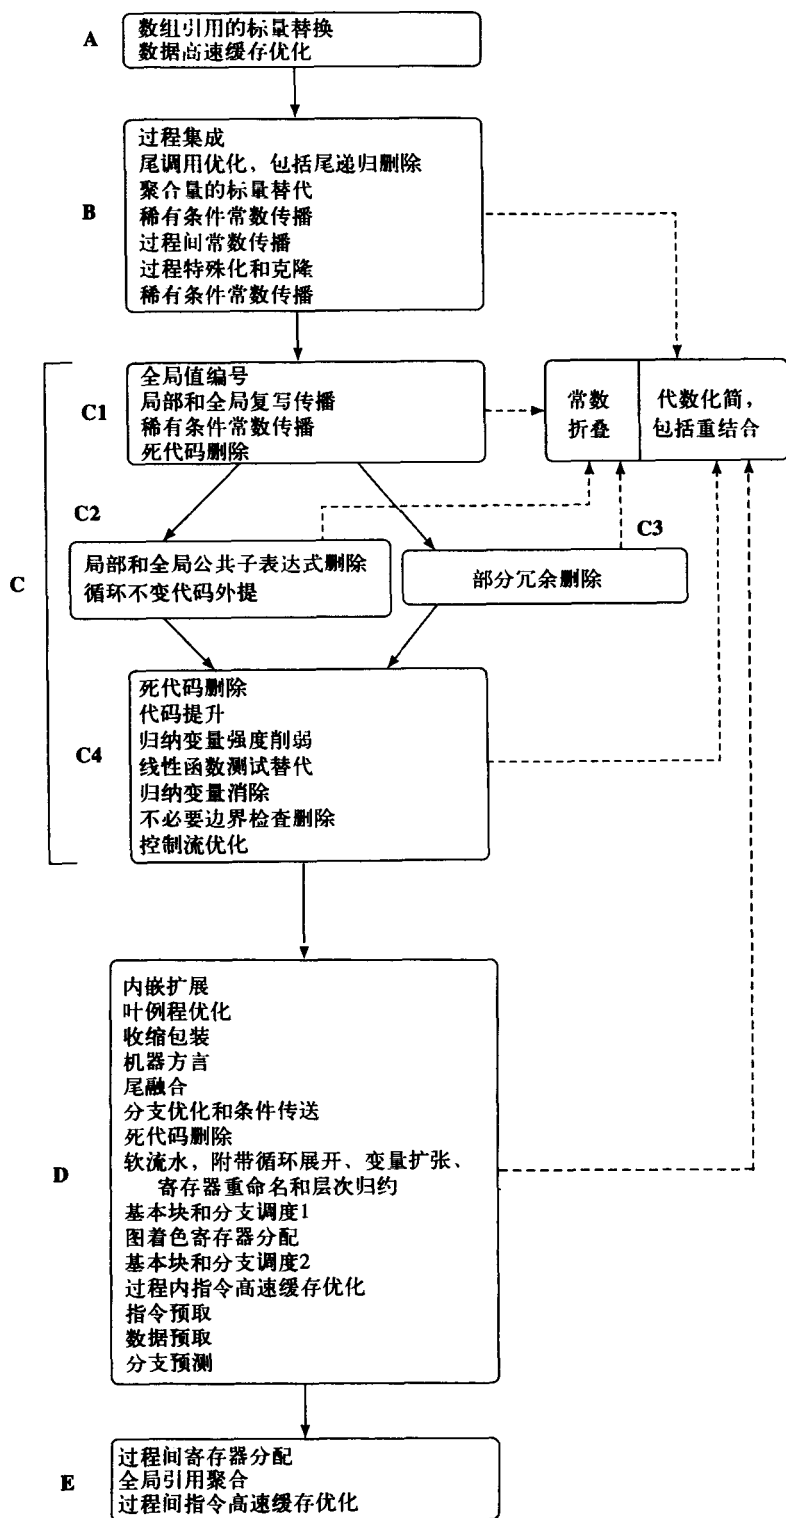 A
数组引用的标量替换
数据高速缓存优化
B
过程集成
尾调用优化，包括尾递归删除
聚合量的标量替代
稀有条件常数传播
过程间常数传播
过程特殊化和克隆
稀有条件常数传播
C
C1
全局值编号
局部和全局复写传播
稀有条件常数传播
死代码删除
常数
折叠
代数化简，
包括重结合
C2
局部和全局公共子表达式删除
循环不变代码外提
C3
部分冗余删除
C4
死代码删除
代码提升
归纳变量强度削弱
线性函数测试替代
归纳变量消除
不必要边界检查删除
控制流优化
D
内嵌扩展
叶例程优化
收缩包装
机器方言
尾融合
分支优化和条件传送
死代码删除
软流水，附带循环展开、变量扩张、
寄存器重命名和层次归约
基本块和分支调度1
图着色寄存器分配
基本块和分支调度2
过程内指令高速缓存优化
指令预取
数据预取
分支预测
E
过程间寄存器分配
全局引用聚合
过程间指令高速缓存优化